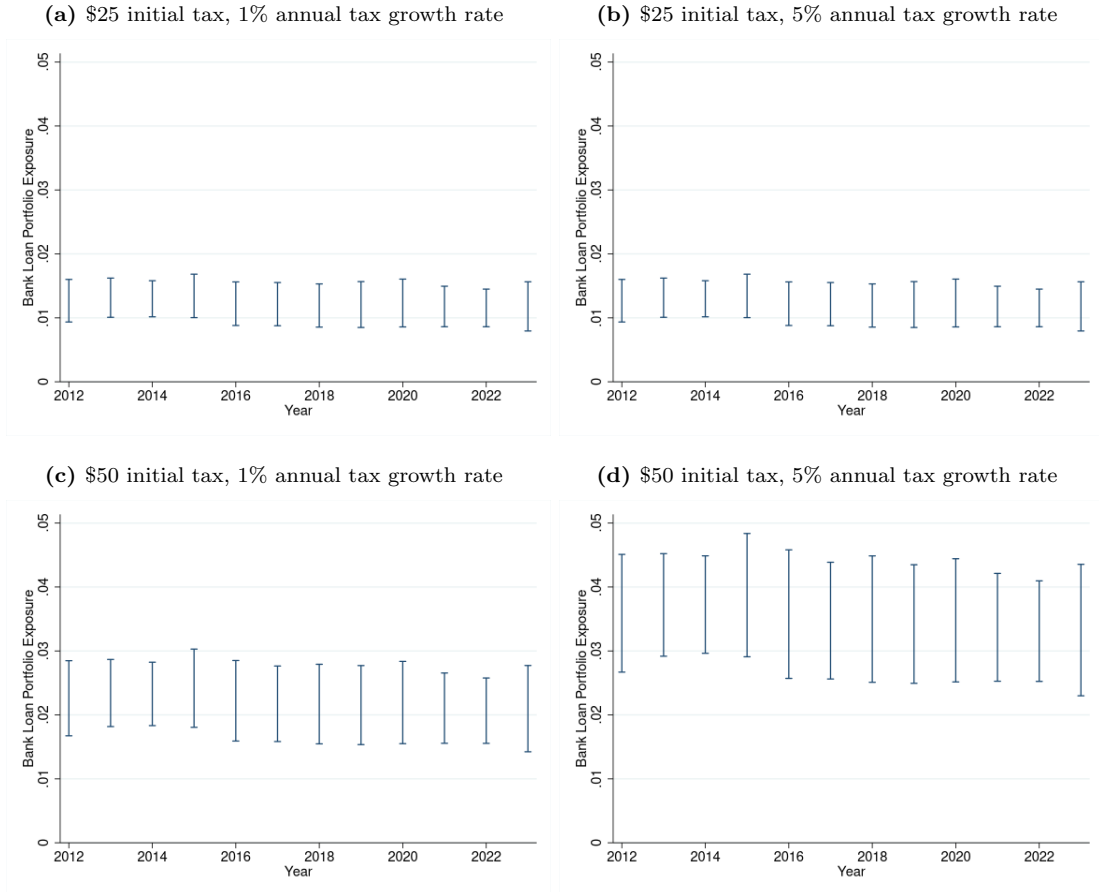 (a) $25 initial tax, 1% annual tax growth rate
Bank Loan Portfolio Exposure
.05
.04
.03
.02
.01
0
2012 2014 2016 2018 2020 2022
Year
(b) $25 initial tax, 5% annual tax growth rate
Bank Loan Portfolio Exposure
.05
.04
.03
.02
.01
0
2012 2014 2016 2018 2020 2022
Year
(c) $50 initial tax, 1% annual tax growth rate
Bank Loan Portfolio Exposure
.05
.04
.03
.02
.01
0
2012 2014 2016 2018 2020 2022
Year
(d) $50 initial tax, 5% annual tax growth rate
Bank Loan Portfolio Exposure
.05
.04
.03
.02
.01
0
2012 2014 2016 2018 2020 2022
Year